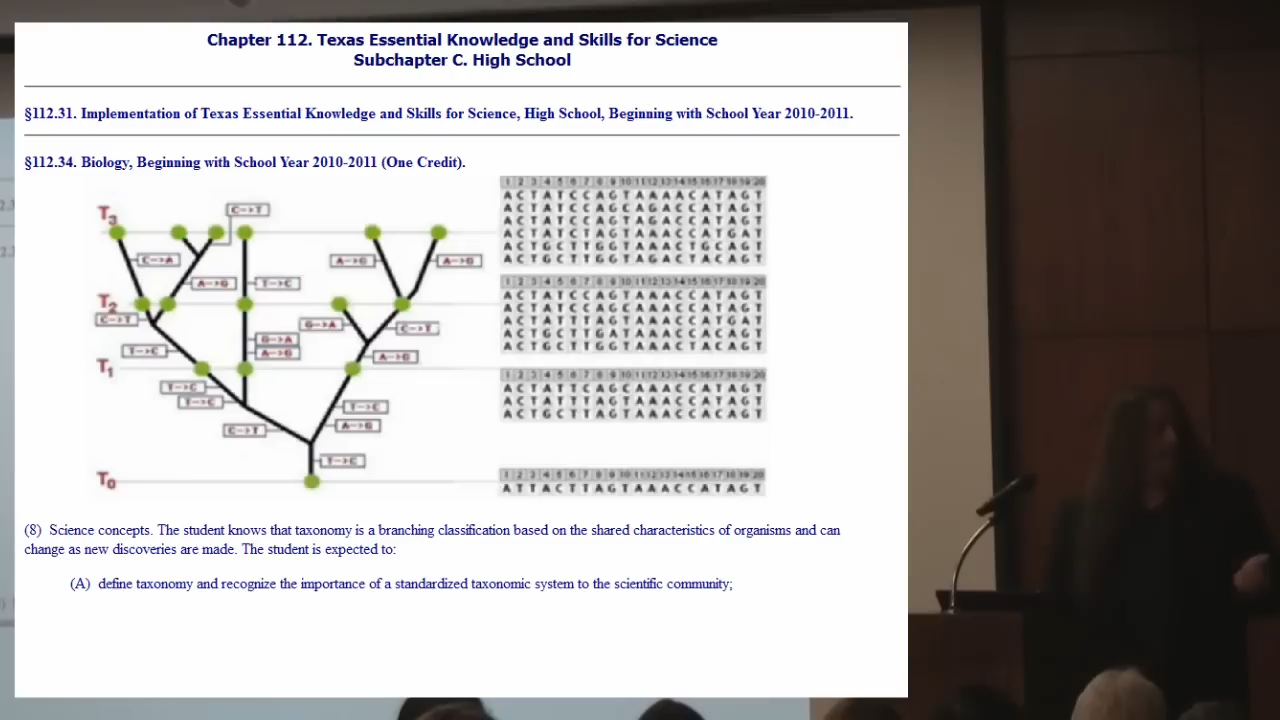 Chapter 112. Texas Essential Knowledge and Skills for Science
Subchapter C. High School
§112.31. Implementation of Texas Essential Knowledge and Skills for Science, High School, Beginning with School Year 2010-2011.
§112.34. Biology, Beginning with School Year 2010-2011 (One Credit).
T3
C->T
C->A
A->G
A->G
A->G
T->C
T2
C->T
G->A
C->T
G->A
T->C
A->G
A->G
T1
T->C
T->C
T->C
C->T
A->G
T->C
T0
1 2 3 4 5 6 7 8 9 10 11 12 13 14 15 16 17 18 19 20
A C T A T C C A G T A A A A C A T A G T
A C T A T C C A G C A G A C C A T A G T
A C T A T C C A G T A G A C C A T A G T
A C T A T C T A G C A A A C C A T G A T
A C T G C T T G G T A A A C T G C A G T
A C T G C T T G G T A G A C T A C A G T
1 2 3 4 5 6 7 8 9 10 11 12 13 14 15 16 17 18 19 20
A C T A T C C A G T A A A C C A T A G T
A C T A T C C A G C A A A C C A T A G T
A C T A T T T A G T A A A C C A T G A T
A C T G C T T G A T A A A C C A C A G T
A C T G C T T G G T A A A C T A C A G T
1 2 3 4 5 6 7 8 9 10 11 12 13 14 15 16 17 18 19 20
A C T A T T C A G C A A A C C A T A G T
A C T A T T T A G T A A A C C A T A G T
A C T G C T T A G T A A A C C A C A G T
1 2 3 4 5 6 7 8 9 10 11 12 13 14 15 16 17 18 19 20
A T T A C T T A G T A A A C C A T A G T
(8) Science concepts. The student knows that taxonomy is a branching classification based on the shared characteristics of organisms and can
change as new discoveries are made. The student is expected to:
(A) define taxonomy and recognize the importance of a standardized taxonomic system to the scientific community;